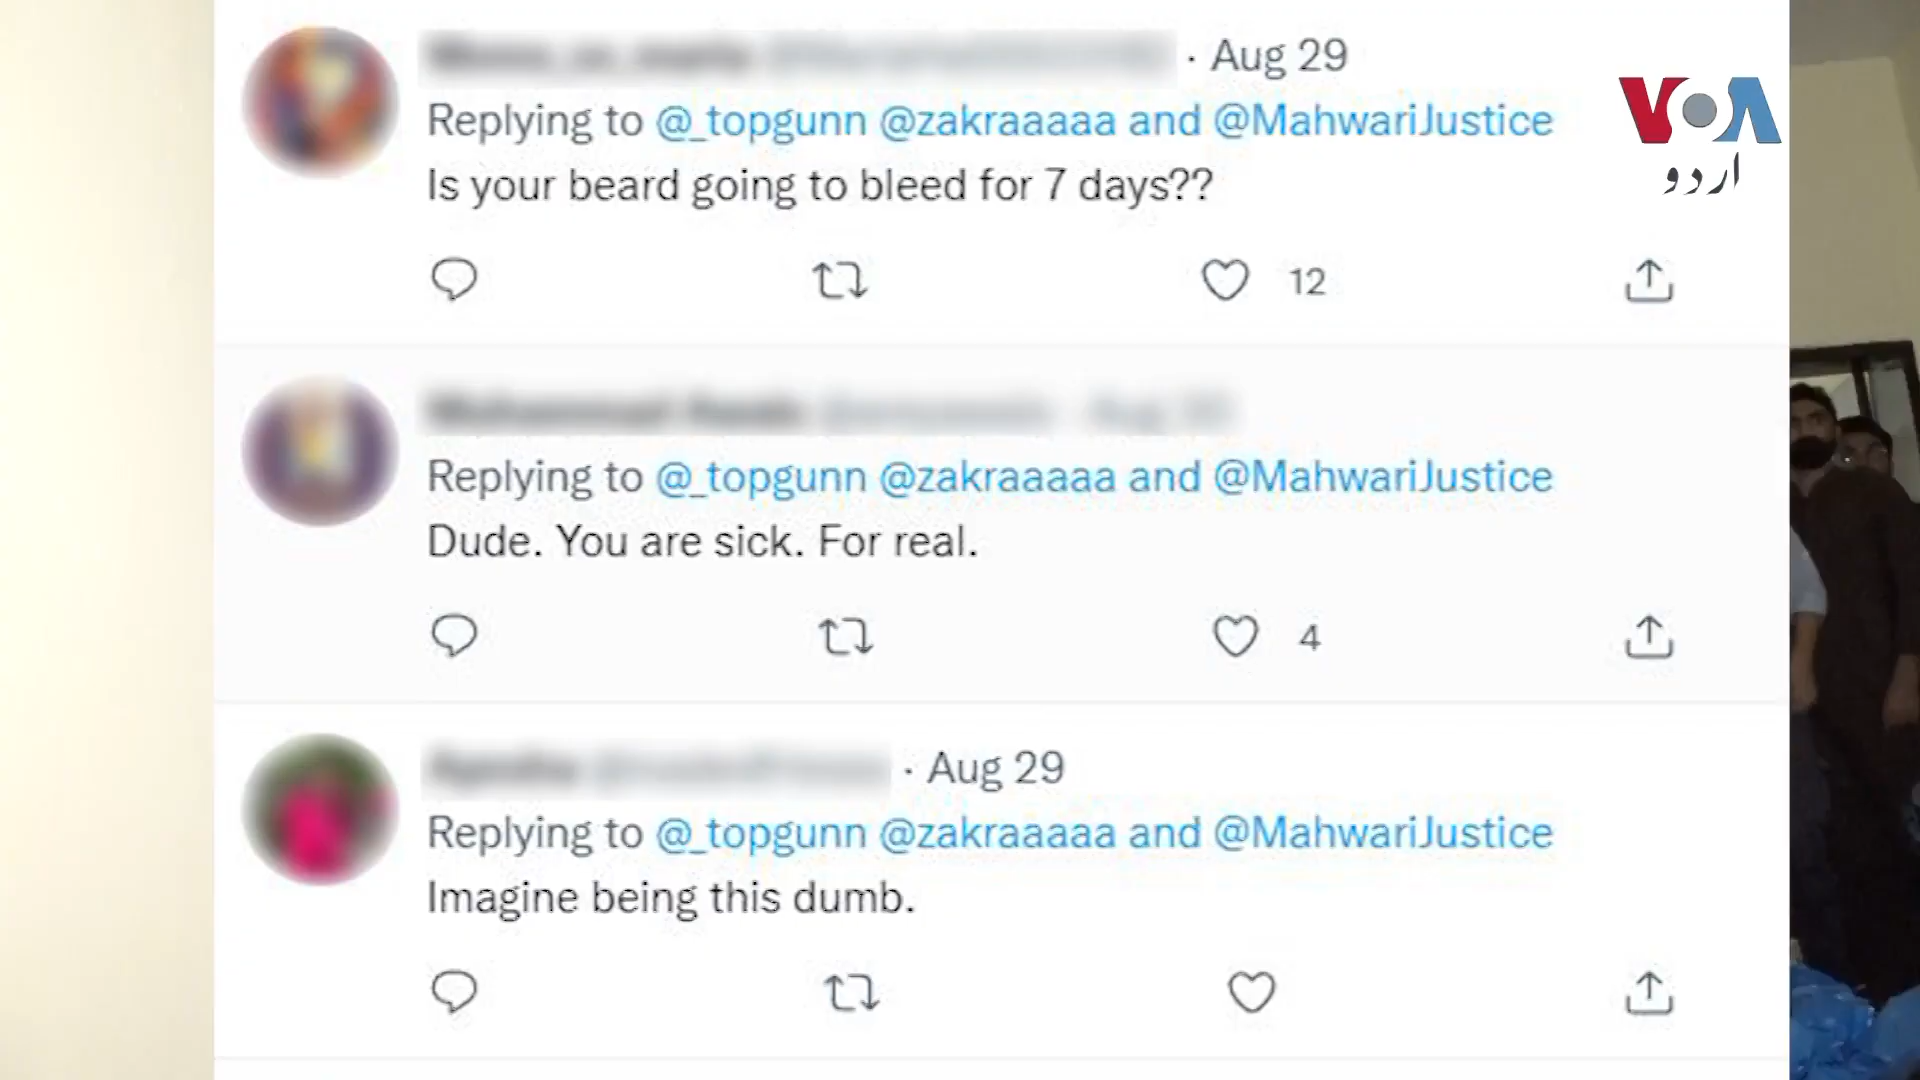 · Aug 29
Replying to @_topgunn @zakraaaaa and @MahwariJustice
Is your beard going to bleed for 7 days??
12
Replying to @_topgunn @zakraaaaa and @MahwariJustice
Dude. You are sick. For real.
4
· Aug 29
Replying to @_topgunn @zakraaaaa and @MahwariJustice
Imagine being this dumb.
VOA
اردو